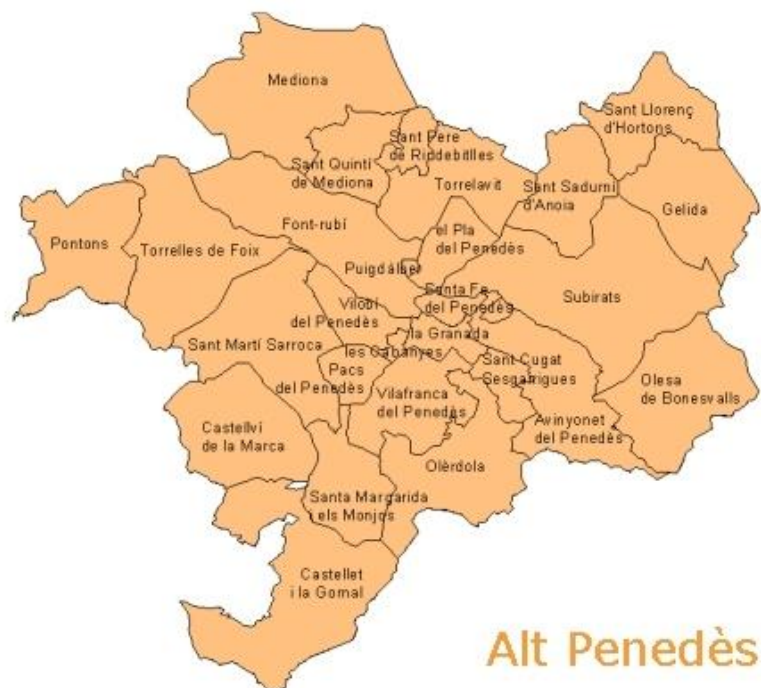 Mediona
Sant Llorenç
d'Hortons
Sant Pere
de Riudebitlles
Sant Quintí
de Mediona
Torrelavit
Sant Sadurní
d'Anoia
Gelida
Font-rubí
el Pla
del Penedès
Pontons
Torrelles de Foix
Puigdàlber
Santa Fe
del Penedès
Subirats
Vilobí
del Penedès
la Granada
Sant Martí Sarroca
les Cabanyes
Pacs
del Penedès
Sant Cugat
Sesgarrigues
Olesa
de Bonesvalls
Vilafranca
del Penedès
Castellví
de la Marca
Avinyonet
del Penedès
Olèrdola
Santa Margarida
i els Monjos
Castellet
i la Gornal
Alt Penedès